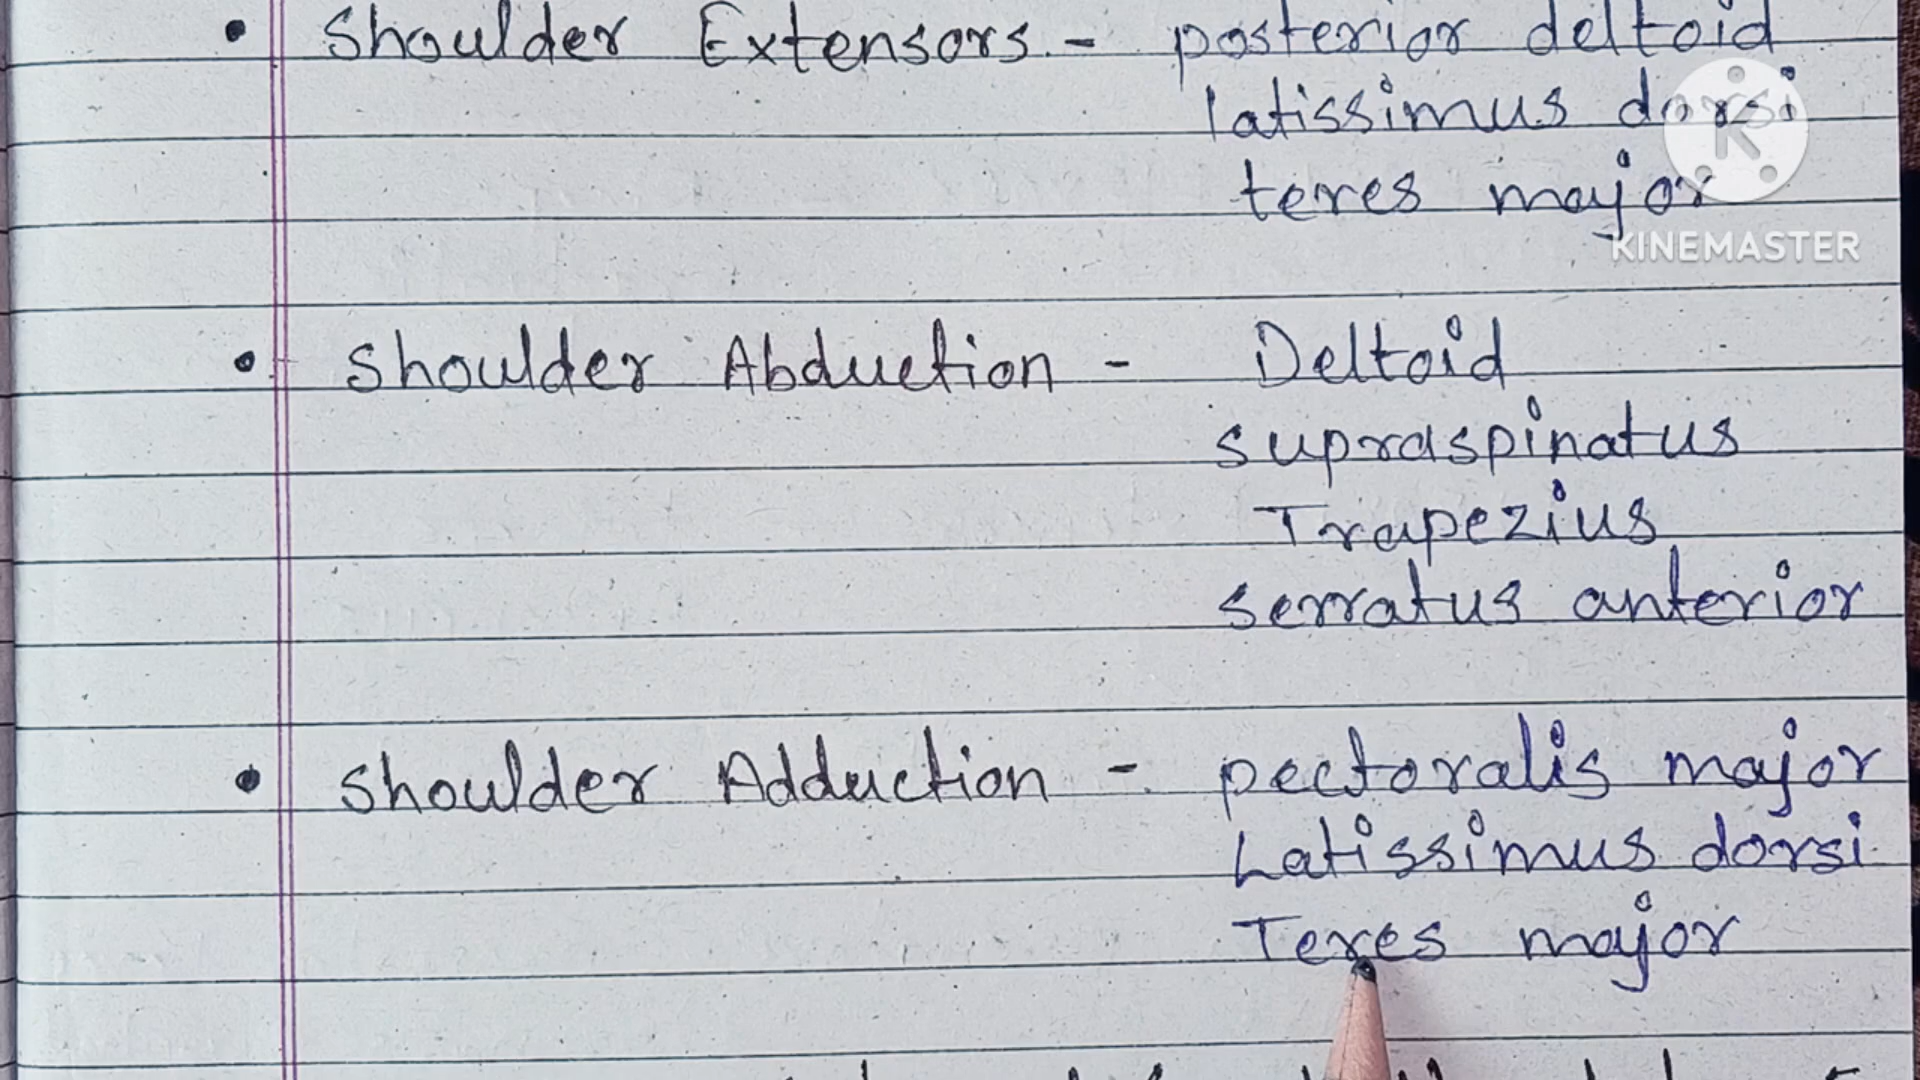 • Shoulder Extensors - posterior deltoid
latissimus dorsi
teres major
KINEMASTER
• Shoulder Abduction - Deltoid
supraspinatus
Trapezius
serratus anterior
• Shoulder Adduction - pectoralis major
Latissimus dorsi
Teres major